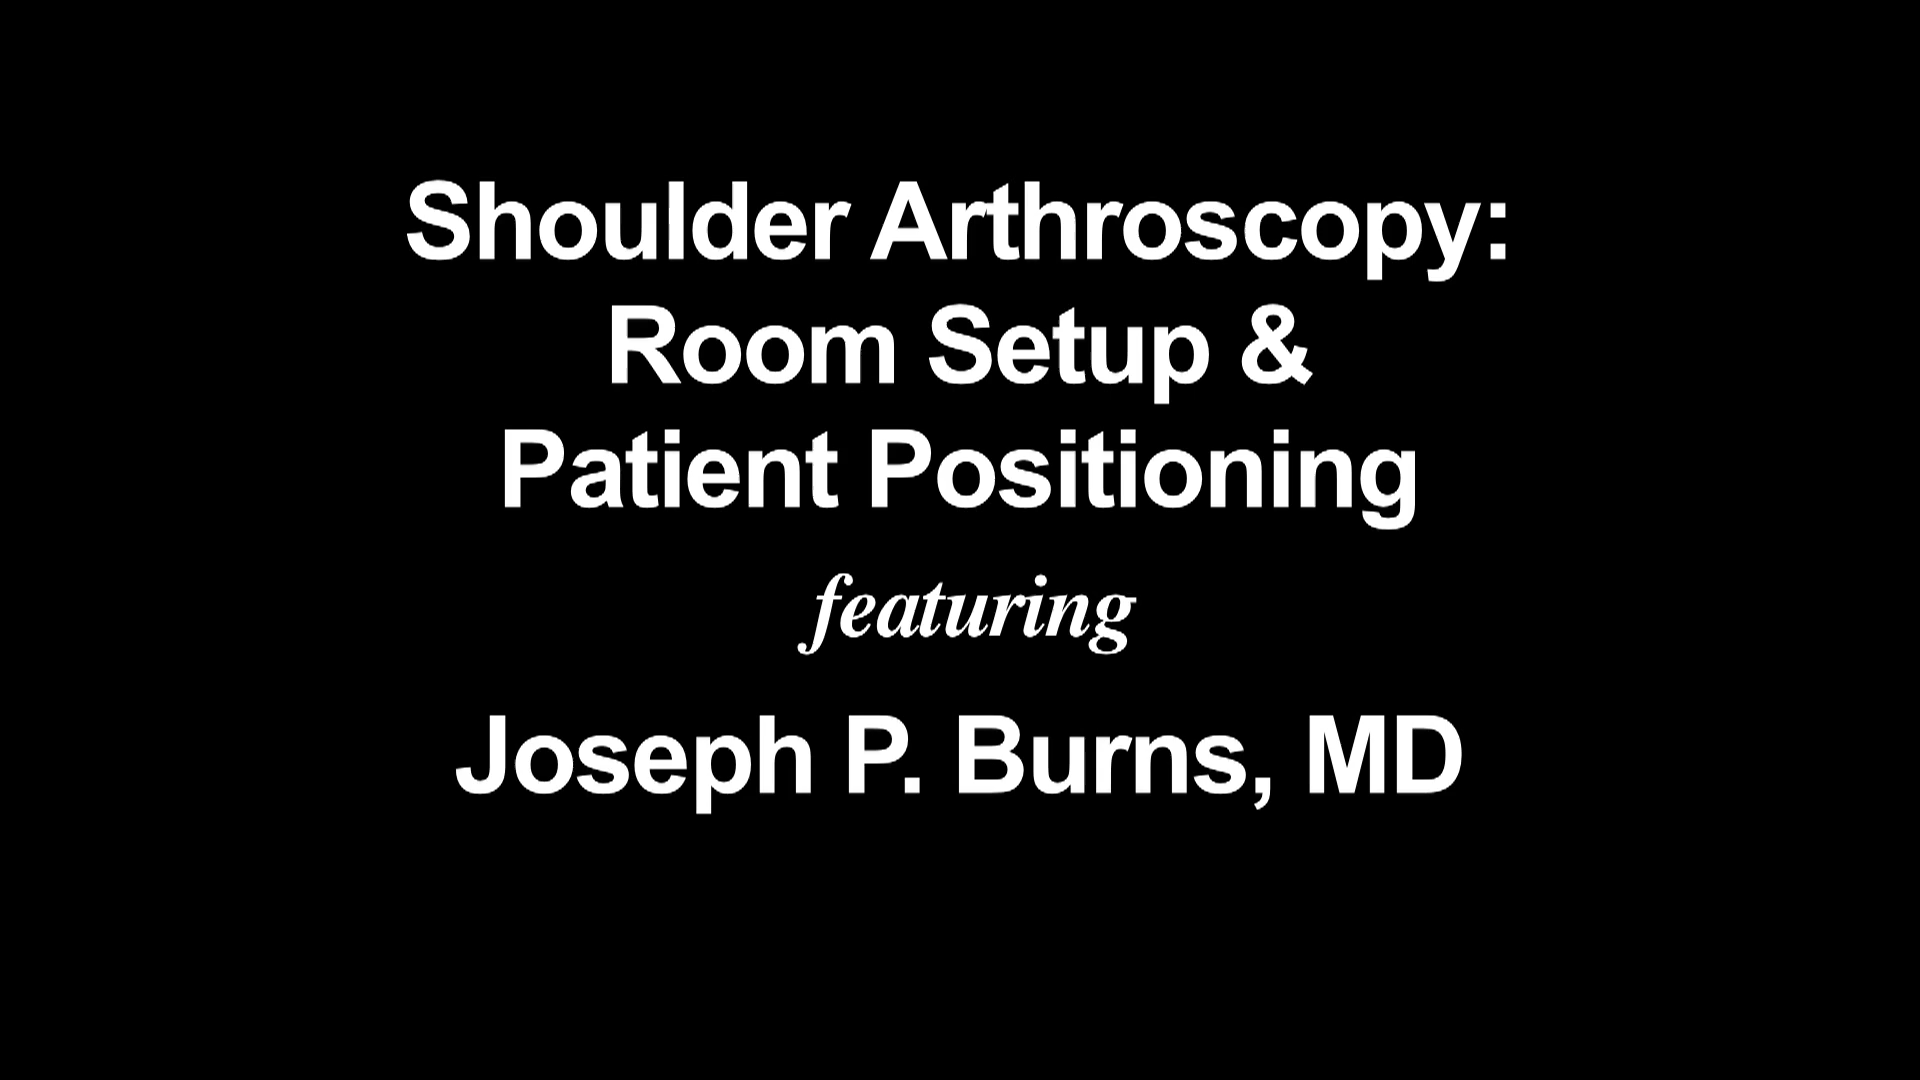 Shoulder Arthroscopy:
Room Setup &
Patient Positioning
featuring
Joseph P. Burns, MD